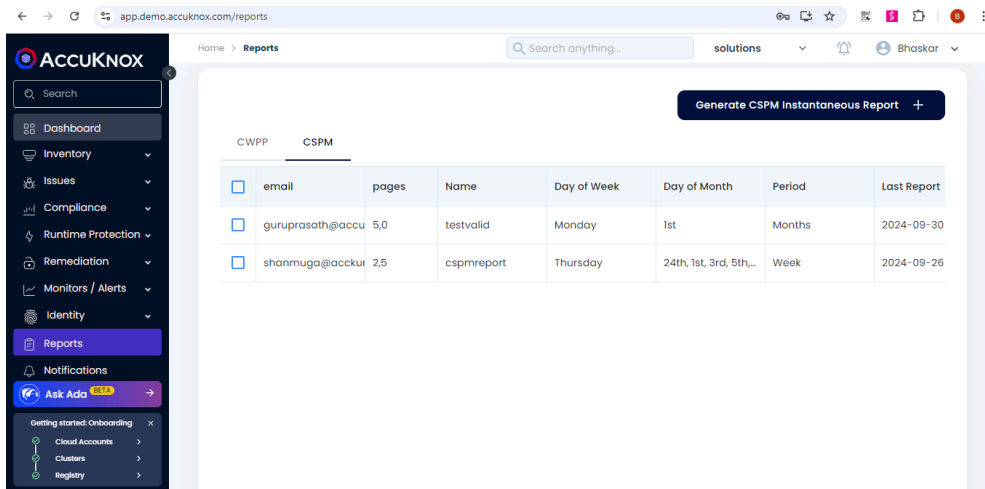 app.demo.accuknox.com/reports
B
ACCUKNOX
Home > Reports
Search anything...
solutions
Bhaskar
Search
Dashboard
Inventory
Issues
Compliance
Runtime Protection
Remediation
Monitors / Alerts
Identity
Reports
Notifications
Ask Ada BETA
Getting started: Onboarding
Cloud Accounts
Clusters
Registry
Generate CSPM Instantaneous Report +
CWPP CSPM
email pages Name Day of Week Day of Month Period Last Report
guruprasath@accu 5,0 testvalid Monday 1st Months 2024-09-30
shanmuga@acckur 2,5 cspmreport Thursday 24th, 1st, 3rd, 5th,... Week 2024-09-26